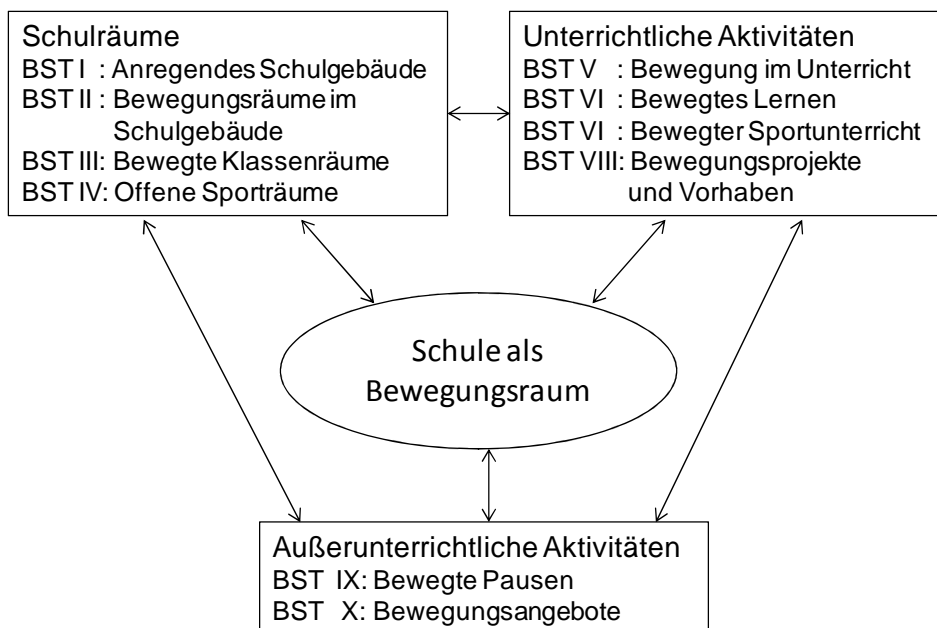 Schulräume
BST I : Anregendes Schulgebäude
BST II : Bewegungsräume im
Schulgebäude
BST III: Bewegte Klassenräume
BST IV: Offene Sporträume
Unterrichtliche Aktivitäten
BST V : Bewegung im Unterricht
BST VI : Bewegtes Lernen
BST VI : Bewegter Sportunterricht
BST VIII: Bewegungsprojekte
und Vorhaben
Schule als
Bewegungsraum
Außerunterrichtliche Aktivitäten
BST IX: Bewegte Pausen
BST X: Bewegungsangebote